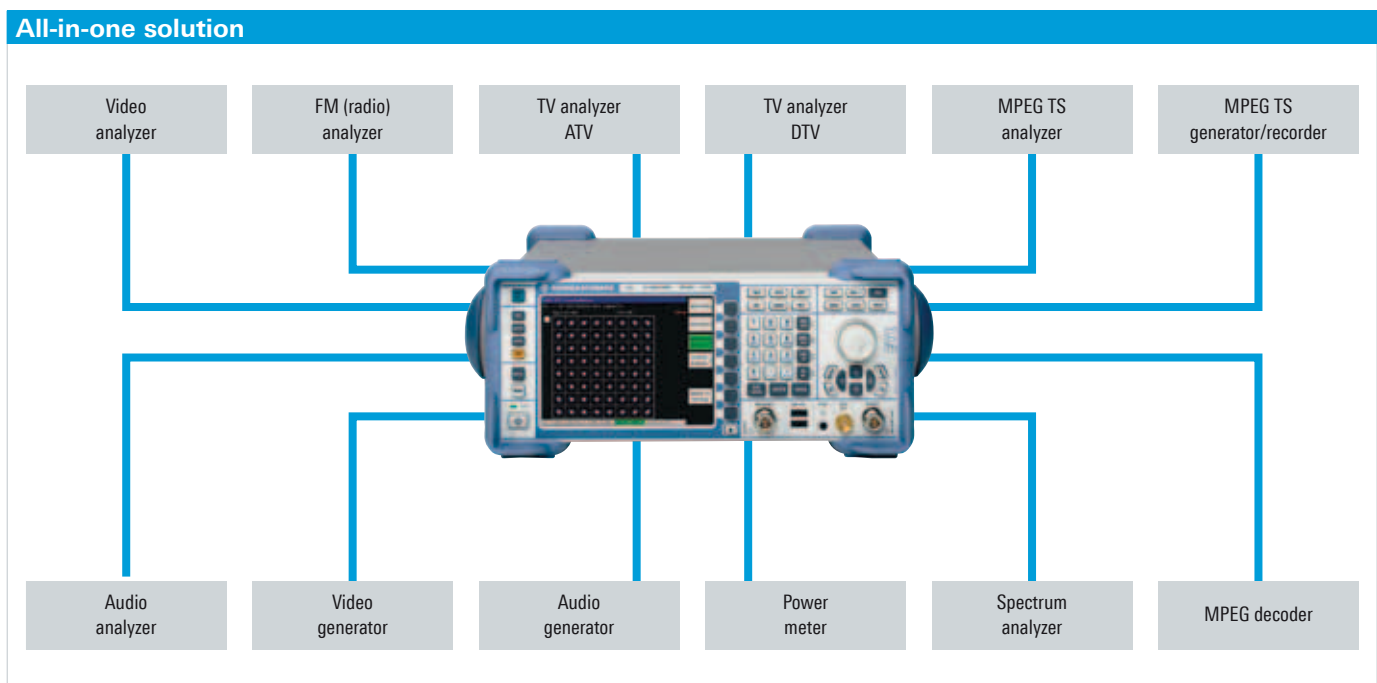 All-in-one solution
Video
analyzer
FM (radio)
analyzer
TV analyzer
ATV
TV analyzer
DTV
MPEG TS
analyzer
MPEG TS
generator/recorder
Audio
analyzer
Video
generator
Audio
generator
Power
meter
Spectrum
analyzer
MPEG decoder